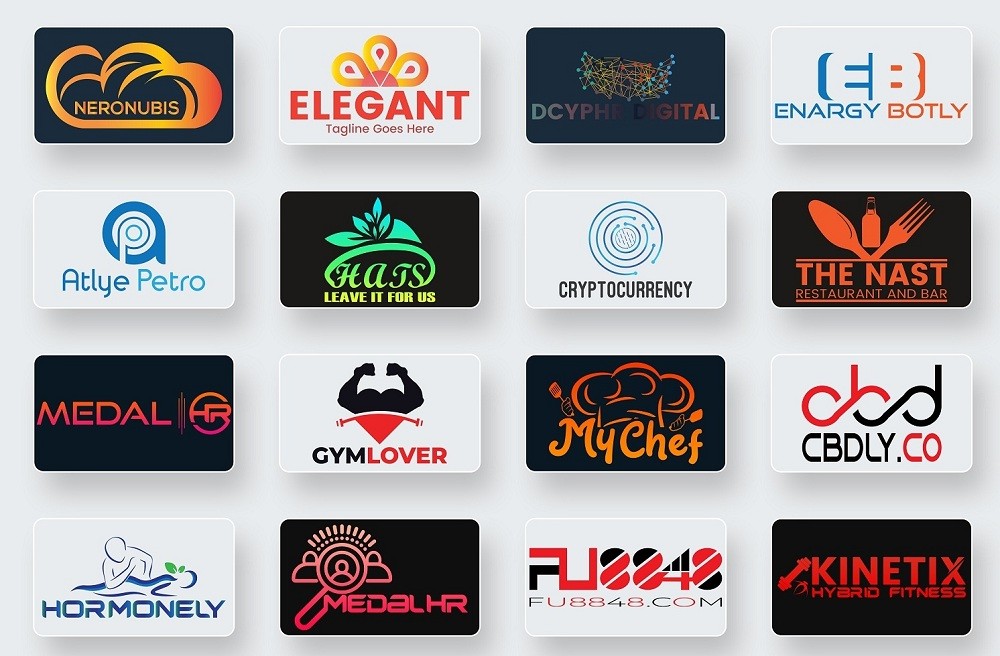 NERONUBIS
ELEGANT
Tagline Goes Here
DCYPHR DIGITAL
E B
ENARGY BOTLY
Atlye Petro
HATS
LEAVE IT FOR US
CRYPTOCURRENCY
THE NAST
RESTAURANT AND BAR
MEDAL HR
GYMLOVER
MyChef
cbd
CBDLY.CO
HORMONELY
MEDALHR
FU8848
FU8848.COM
KINETIX
HYBRID FITNESS